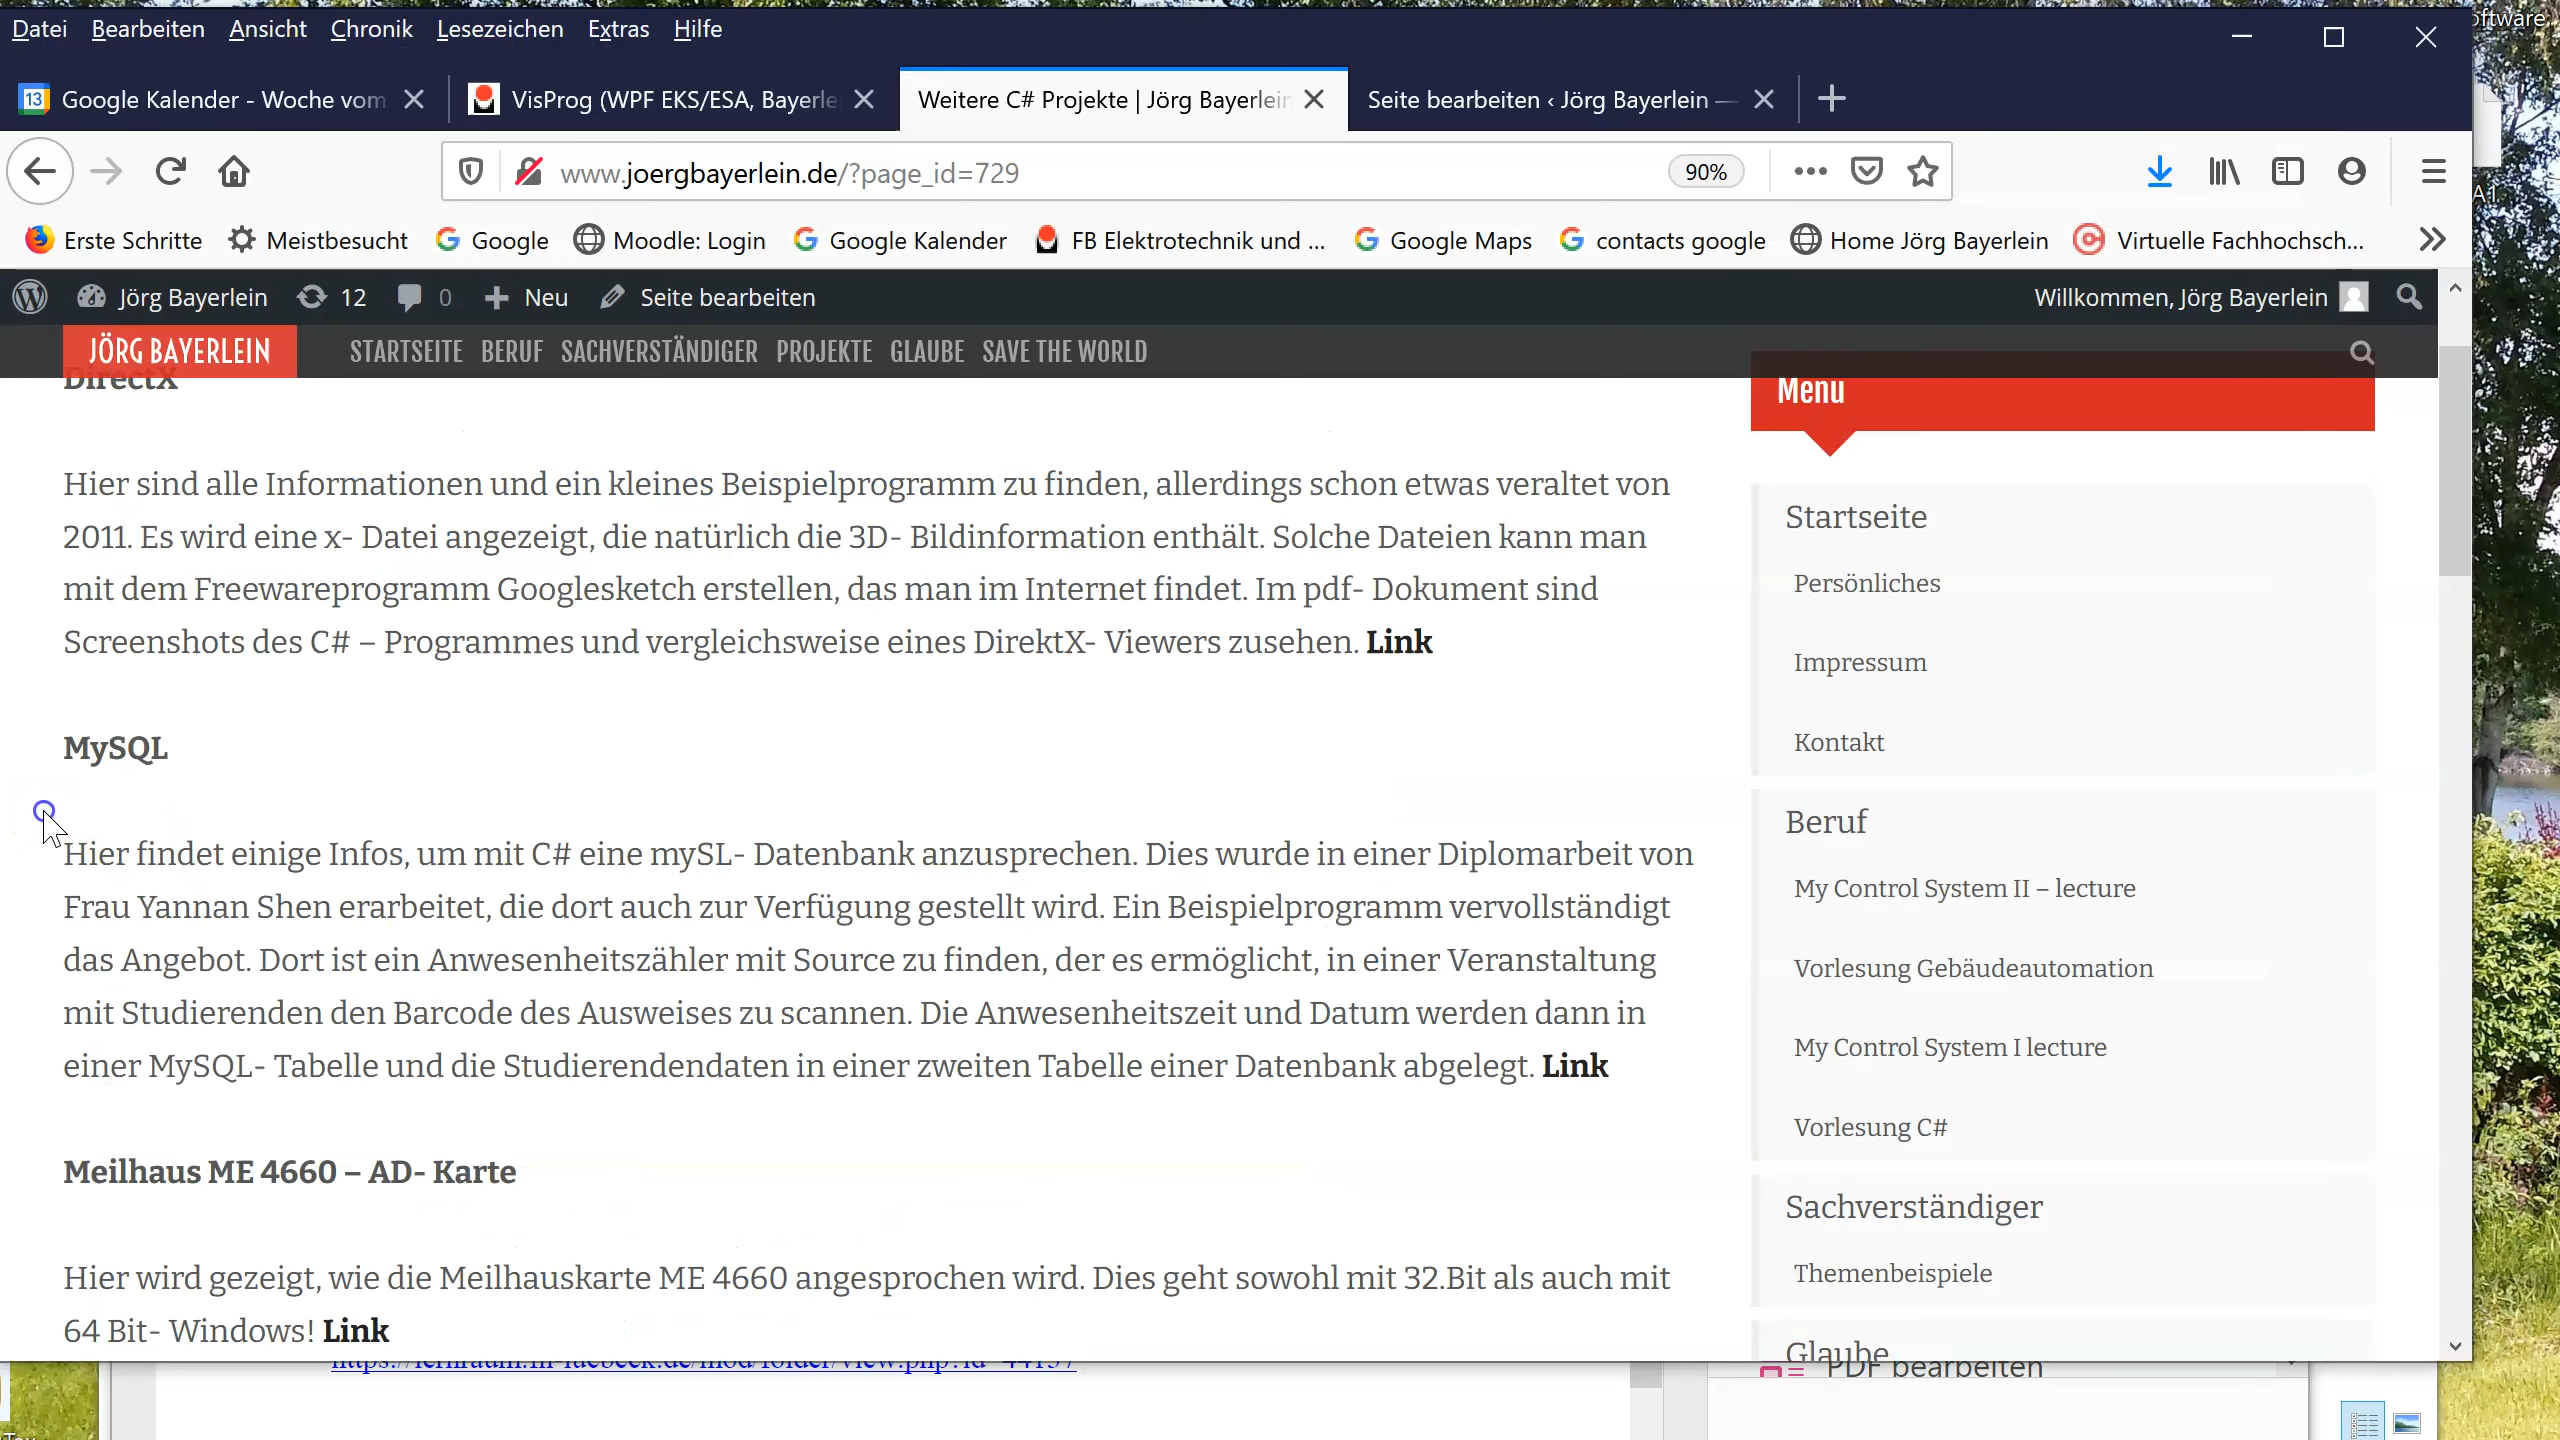 oftware,
Datei Bearbeiten Ansicht Chronik Lesezeichen Extras Hilfe
13 Google Kalender - Woche vom
VisProg (WPF EKS/ESA, Bayerle
Weitere C# Projekte | Jörg Bayerlein
Seite bearbeiten ‹ Jörg Bayerlein —
www.joergbayerlein.de/?page_id=729
90%
A1
Erste Schritte Meistbesucht Google Moodle: Login Google Kalender FB Elektrotechnik und ... Google Maps contacts google Home Jörg Bayerlein Virtuelle Fachhochsch...
Jörg Bayerlein 12 0 Neu Seite bearbeiten Willkommen, Jörg Bayerlein
JÖRG BAYERLEIN STARTSEITE BERUF SACHVERSTÄNDIGER PROJEKTE GLAUBE SAVE THE WORLD
DirectX
Hier sind alle Informationen und ein kleines Beispielprogramm zu finden, allerdings schon etwas veraltet von
2011. Es wird eine x- Datei angezeigt, die natürlich die 3D- Bildinformation enthält. Solche Dateien kann man
mit dem Freewareprogramm Googlesketch erstellen, das man im Internet findet. Im pdf- Dokument sind
Screenshots des C# – Programmes und vergleichsweise eines DirektX- Viewers zusehen. Link
MySQL
Hier findet einige Infos, um mit C# eine mySL- Datenbank anzusprechen. Dies wurde in einer Diplomarbeit von
Frau Yannan Shen erarbeitet, die dort auch zur Verfügung gestellt wird. Ein Beispielprogramm vervollständigt
das Angebot. Dort ist ein Anwesenheitszähler mit Source zu finden, der es ermöglicht, in einer Veranstaltung
mit Studierenden den Barcode des Ausweises zu scannen. Die Anwesenheitszeit und Datum werden dann in
einer MySQL- Tabelle und die Studierendendaten in einer zweiten Tabelle einer Datenbank abgelegt. Link
Meilhaus ME 4660 – AD- Karte
Hier wird gezeigt, wie die Meilhauskarte ME 4660 angesprochen wird. Dies geht sowohl mit 32.Bit als auch mit
64 Bit- Windows! Link
Menü
Startseite
Persönliches
Impressum
Kontakt
Beruf
My Control System II – lecture
Vorlesung Gebäudeautomation
My Control System I lecture
Vorlesung C#
Sachverständiger
Themenbeispiele
Glaube
PDF bearbeiten